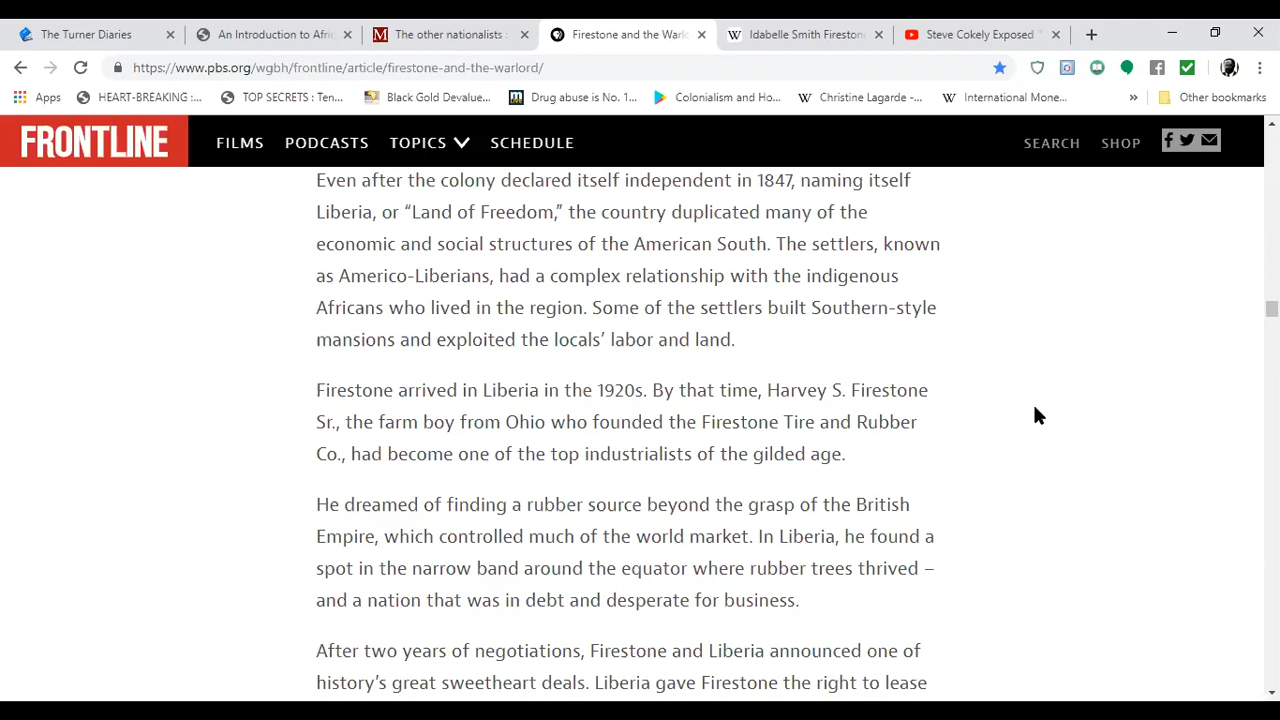 The Turner Diaries
An Introduction to Afri
The other nationalists
Firestone and the Warlo
Idabelle Smith Firestone
Steve Cokely Exposed "
https://www.pbs.org/wgbh/frontline/article/firestone-and-the-warlord/
Apps
HEART-BREAKING :...
TOP SECRETS : Ten...
Black Gold Devalue...
Drug abuse is No. 1...
Colonialism and Ho...
Christine Lagarde -...
International Mone...
»
Other bookmarks
FRONTLINE
FILMS
PODCASTS
TOPICS
SCHEDULE
SEARCH
SHOP
Even after the colony declared itself independent in 1847, naming itself
Liberia, or “Land of Freedom,” the country duplicated many of the
economic and social structures of the American South. The settlers, known
as Americo-Liberians, had a complex relationship with the indigenous
Africans who lived in the region. Some of the settlers built Southern-style
mansions and exploited the locals’ labor and land.
Firestone arrived in Liberia in the 1920s. By that time, Harvey S. Firestone
Sr., the farm boy from Ohio who founded the Firestone Tire and Rubber
Co., had become one of the top industrialists of the gilded age.
He dreamed of finding a rubber source beyond the grasp of the British
Empire, which controlled much of the world market. In Liberia, he found a
spot in the narrow band around the equator where rubber trees thrived –
and a nation that was in debt and desperate for business.
After two years of negotiations, Firestone and Liberia announced one of
history’s great sweetheart deals. Liberia gave Firestone the right to lease